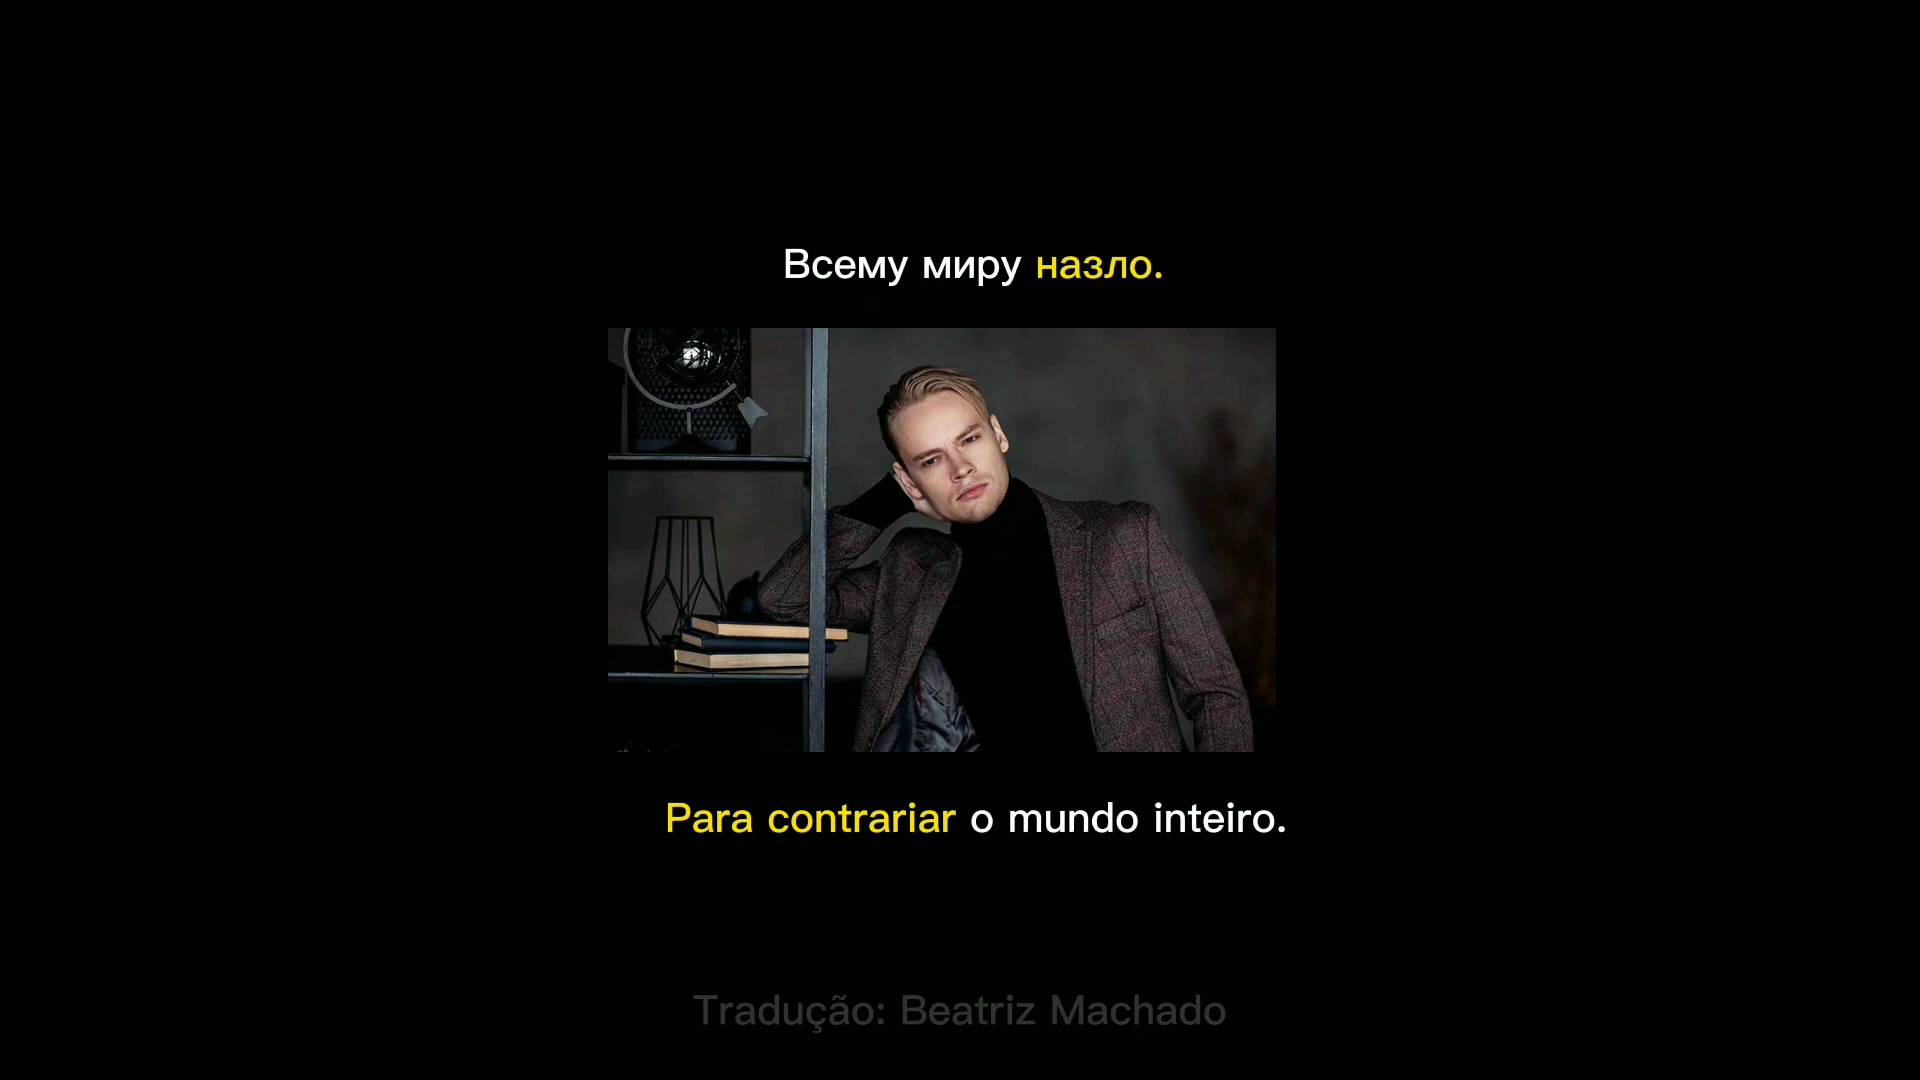 Всему миру назло.
Para contrariar o mundo inteiro.
Tradução: Beatriz Machado